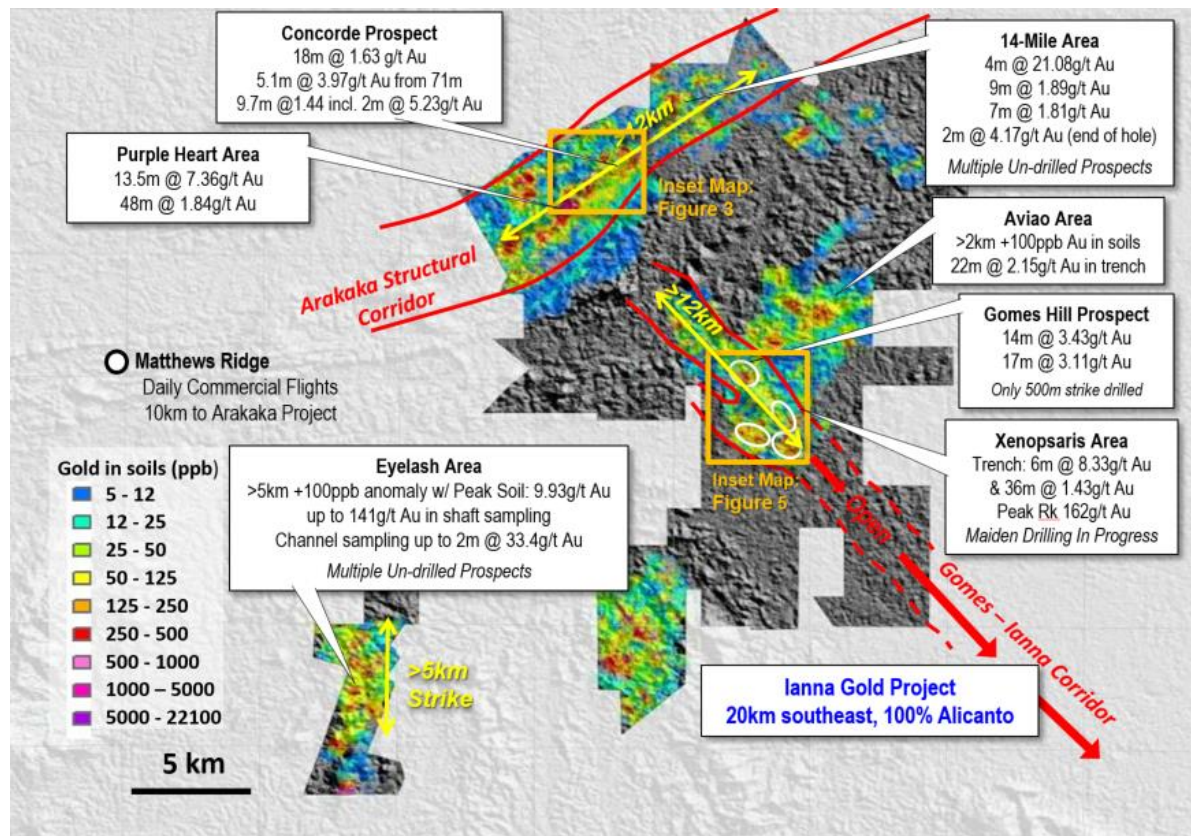 Concorde Prospect
18m @ 1.63 g/t Au
5.1m @ 3.97g/t Au from 71m
9.7m @1.44 incl. 2m @ 5.23g/t Au
14-Mile Area
4m @ 21.08g/t Au
9m @ 1.89g/t Au
7m @ 1.81g/t Au
2m @ 4.17g/t Au (end of hole)
Multiple Un-drilled Prospects
Purple Heart Area
13.5m @ 7.36g/t Au
48m @ 1.84g/t Au
Inset Map:
Figure 3
Arakaka Structural
Corridor
Aviao Area
>2km +100ppb Au in soils
22m @ 2.15g/t Au in trench
>12km
Gomes Hill Prospect
14m @ 3.43g/t Au
17m @ 3.11g/t Au
Only 500m strike drilled
Matthews Ridge
Daily Commercial Flights
10km to Arakaka Project
Xenopsaris Area
Trench: 6m @ 8.33g/t Au
& 36m @ 1.43g/t Au
Peak Rk 162g/t Au
Maiden Drilling In Progress
Inset Map:
Figure 5
Open
Gomes – Ianna Corridor
Eyelash Area
>5km +100ppb anomaly w/ Peak Soil: 9.93g/t Au
up to 141g/t Au in shaft sampling
Channel sampling up to 2m @ 33.4g/t Au
Multiple Un-drilled Prospects
Gold in soils (ppb)
5 - 12
12 - 25
25 - 50
50 - 125
125 - 250
250 - 500
500 - 1000
1000 – 5000
5000 - 22100
>5km
Strike
Ianna Gold Project
20km southeast, 100% Alicanto
5 km